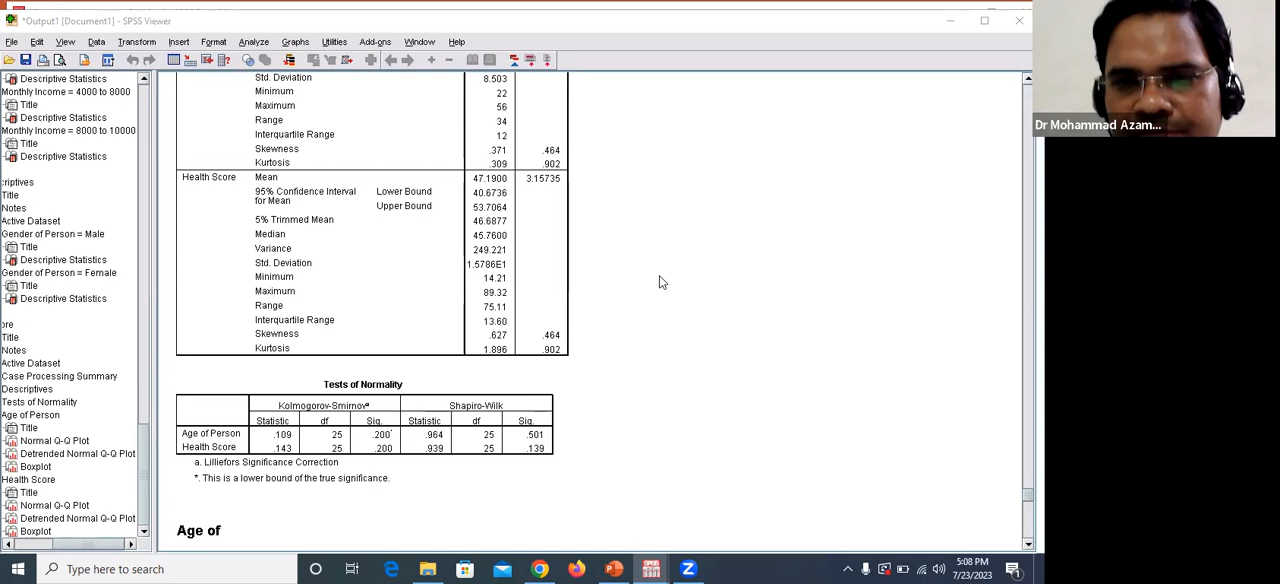 *Output1 [Document1] - SPSS Viewer
File Edit View Data Transform Insert Format Analyze Graphs Utilities Add-ons Window Help
Dr Mohammad Azam...
Descriptive Statistics
Monthly Income = 4000 to 8000
Title
Descriptive Statistics
Monthly Income = 8000 to 10000
Title
Descriptive Statistics
criptives
Title
Notes
Active Dataset
Gender of Person = Male
Title
Descriptive Statistics
Gender of Person = Female
Title
Descriptive Statistics
ore
Title
Notes
Active Dataset
Case Processing Summary
Descriptives
Tests of Normality
Age of Person
Title
Normal Q-Q Plot
Detrended Normal Q-Q Plot
Boxplot
Health Score
Title
Normal Q-Q Plot
Detrended Normal Q-Q Plot
Boxplot
Std. Deviation 8.503
Minimum 22
Maximum 56
Range 34
Interquartile Range 12
Skewness .371 .464
Kurtosis .309 .902
Health Score Mean 47.1900 3.15735
95% Confidence Interval Lower Bound 40.6736
for Mean Upper Bound 53.7064
5% Trimmed Mean 46.6877
Median 45.7600
Variance 249.221
Std. Deviation 1.5786E1
Minimum 14.21
Maximum 89.32
Range 75.11
Interquartile Range 13.60
Skewness .627 .464
Kurtosis 1.896 .902
Tests of Normality
Kolmogorov-Smirnovᵃ Shapiro-Wilk
Statistic df Sig. Statistic df Sig.
Age of Person .109 25 .200* .964 25 .501
Health Score .143 25 .200 .939 25 .139
a. Lilliefors Significance Correction
*. This is a lower bound of the true significance.
Age of
Type here to search
5:08 PM
7/23/2023